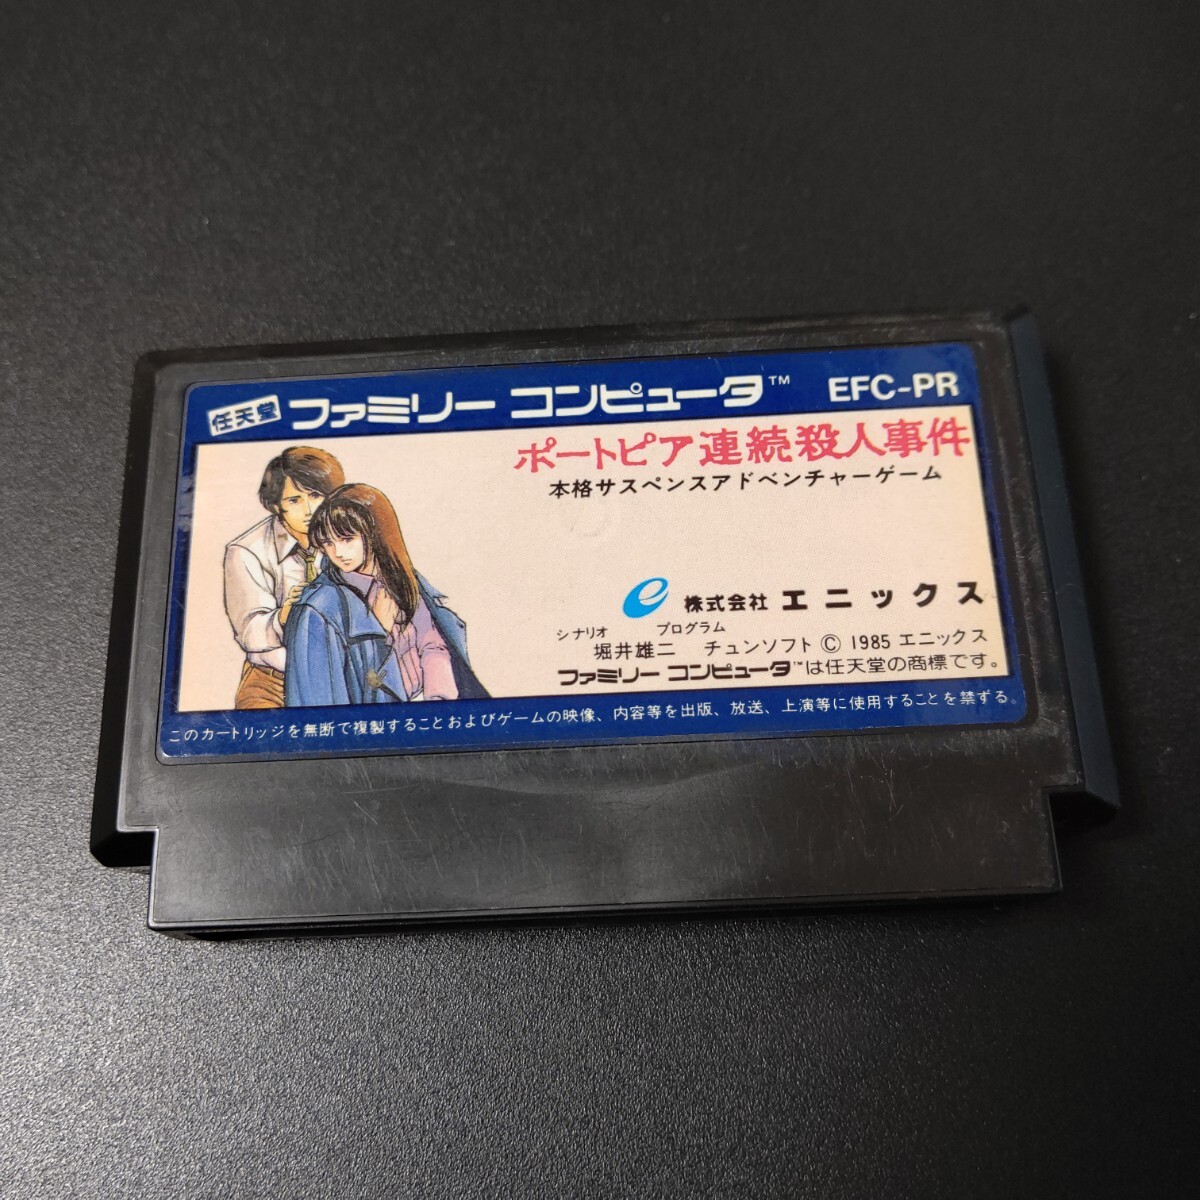 任天堂 ファミリー コンピュータ™ EFC-PR
ポートピア連続殺人事件
本格サスペンスアドベンチャーゲーム
e 株式会社 エニックス
シナリオ プログラム
堀井雄二 チュンソフト © 1985 エニックス
ファミリー コンピュータ™は任天堂の商標です。
このカートリッジを無断で複製することおよびゲームの映像、内容等を出版、放送、上演等に使用することを禁ずる。